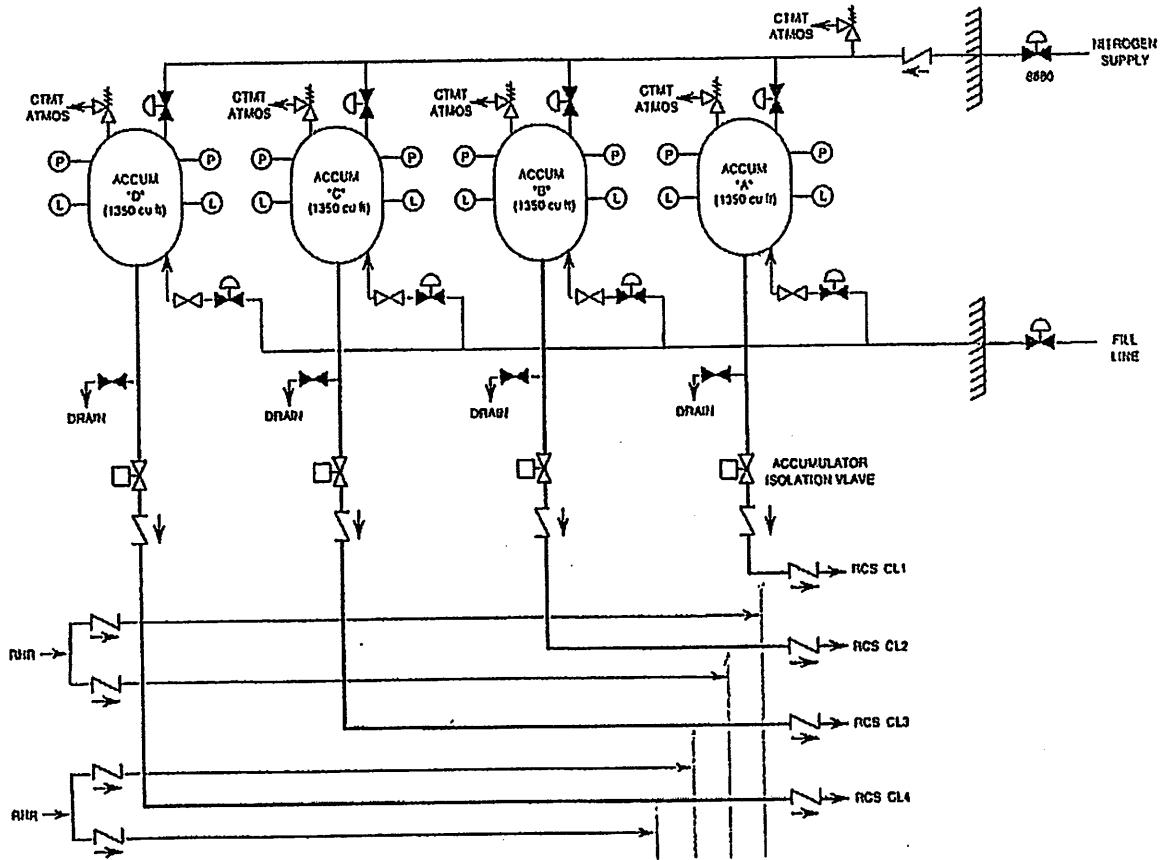 CTMT
ATMOS
NITROGEN
SUPPLY
8880
CTMT
ATMOS
CTMT
ATMOS
CTMT
ATMOS
CTMT
ATMOS
P
P
P
P
P
P
P
P
ACCUM
"D"
(1350 cu ft)
ACCUM
"C"
(1350 cu ft)
ACCUM
"B"
(1350 cu ft)
ACCUM
"A"
(1350 cu ft)
L
L
L
L
L
L
L
L
FILL
LINE
DRAIN
DRAIN
DRAIN
DRAIN
ACCUMULATOR
ISOLATION VLAVE
RCS CL1
RHR
RCS CL2
RCS CL3
RHR
RCS CL4